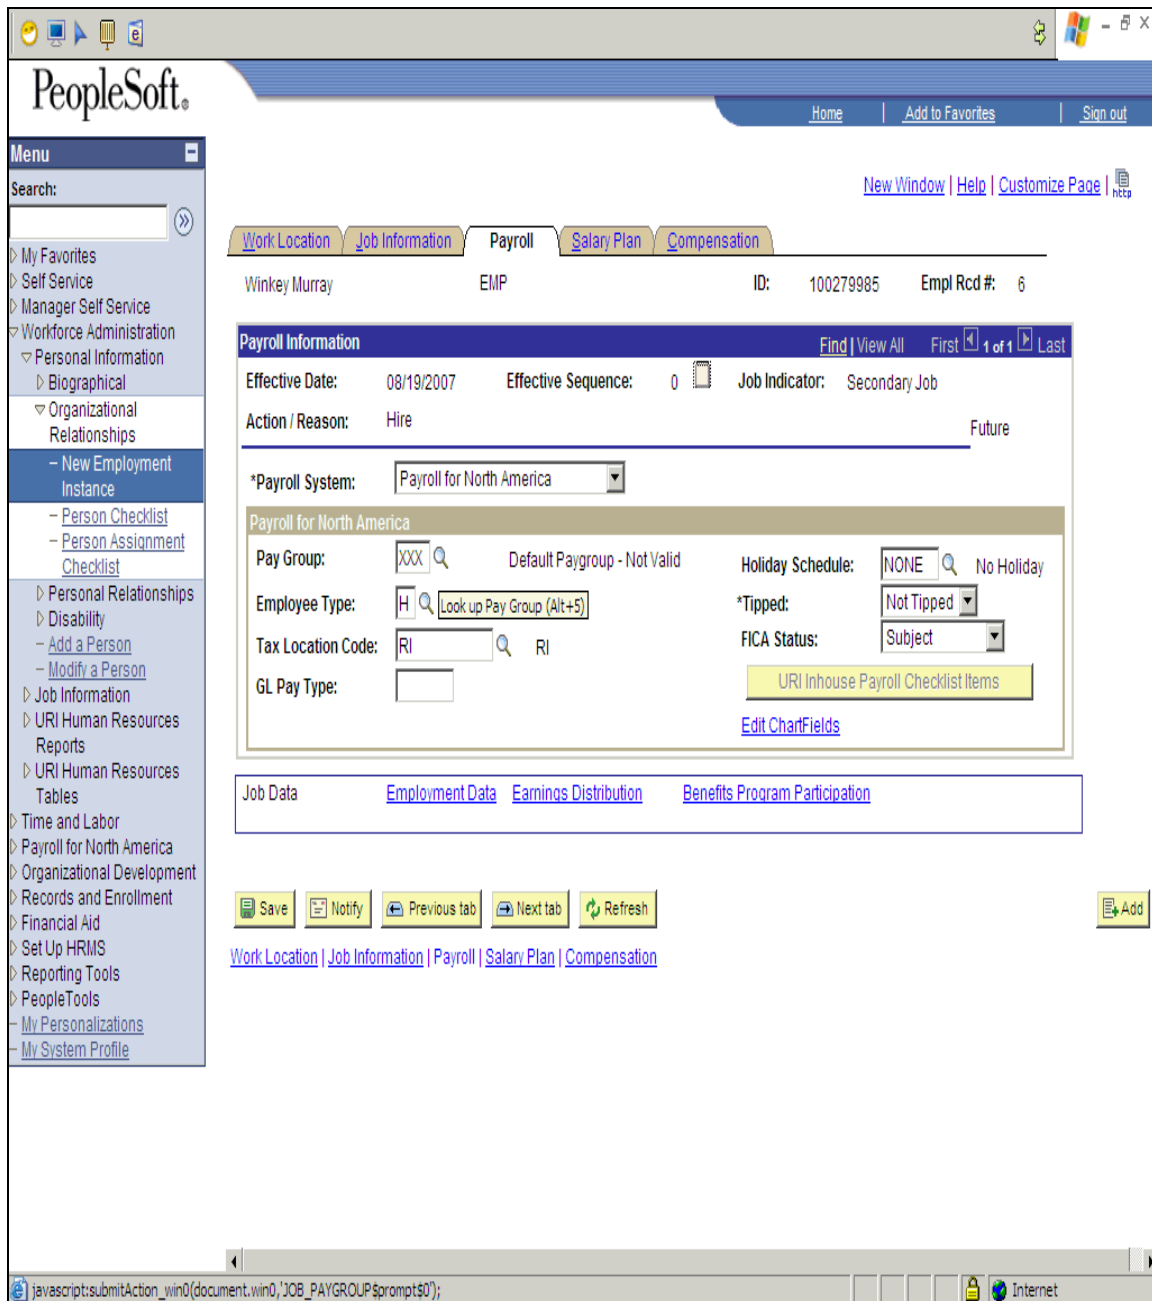 PeopleSoft.
Home | Add to Favorites | Sign out
Menu
Search:
My Favorites
Self Service
Manager Self Service
Workforce Administration
Personal Information
Biographical
Organizational
Relationships
– New Employment
Instance
– Person Checklist
– Person Assignment
Checklist
Personal Relationships
Disability
– Add a Person
– Modify a Person
Job Information
URI Human Resources
Reports
URI Human Resources
Tables
Time and Labor
Payroll for North America
Organizational Development
Records and Enrollment
Financial Aid
Set Up HRMS
Reporting Tools
PeopleTools
– My Personalizations
– My System Profile
New Window | Help | Customize Page | http
Work Location Job Information Payroll Salary Plan Compensation
Winkey Murray EMP ID: 100279985 Empl Rcd #: 6
Payroll Information Find | View All First 1 of 1 Last
Effective Date: 08/19/2007 Effective Sequence: 0 Job Indicator: Secondary Job
Action / Reason: Hire
Future
*Payroll System: Payroll for North America
Payroll for North America
Pay Group: XXX Default Paygroup - Not Valid Holiday Schedule: NONE No Holiday
Employee Type: H Look up Pay Group (Alt+5) *Tipped: Not Tipped
Tax Location Code: RI RI FICA Status: Subject
GL Pay Type: URI Inhouse Payroll Checklist Items
Edit ChartFields
Job Data Employment Data Earnings Distribution Benefits Program Participation
Save Notify Previous tab Next tab Refresh Add
Work Location | Job Information | Payroll | Salary Plan | Compensation
javascript:submitAction_win0(document.win0,'JOB_PAYGROUP$prompt$0'); Internet